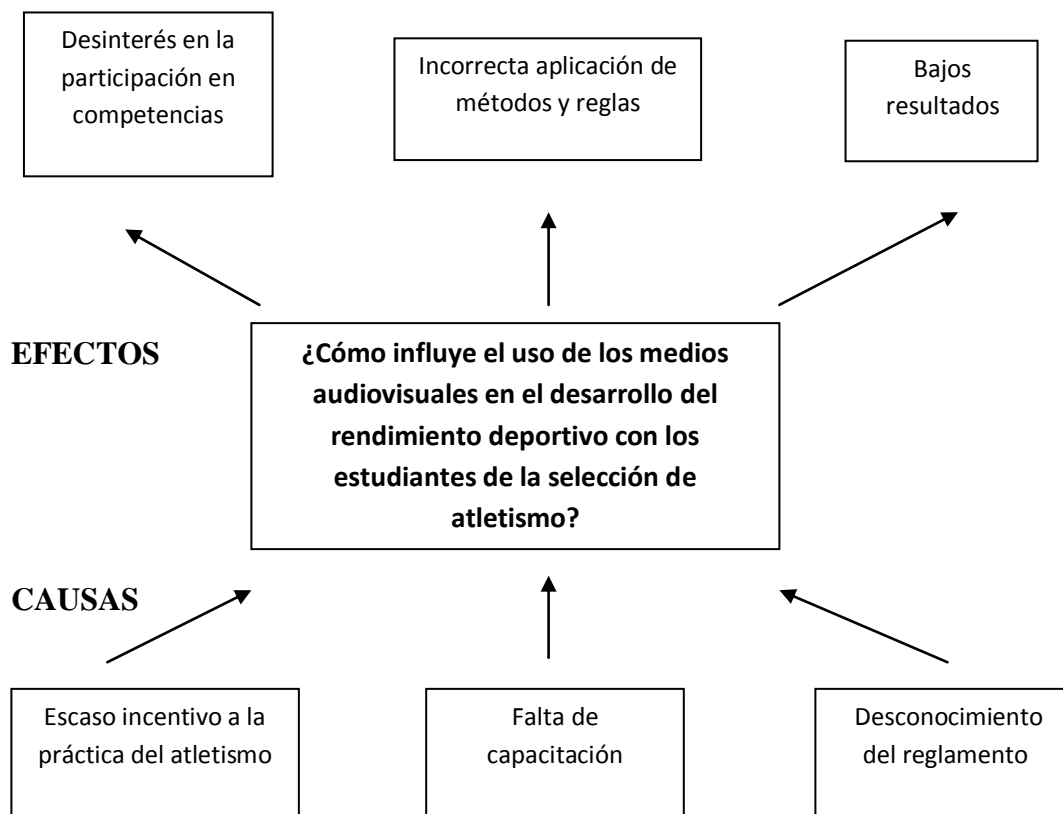 Desinterés en la
participación en
competencias
Incorrecta aplicación de
métodos y reglas
Bajos
resultados
EFECTOS
¿Cómo influye el uso de los medios
audiovisuales en el desarrollo del
rendimiento deportivo con los
estudiantes de la selección de
atletismo?
CAUSAS
Escaso incentivo a la
práctica del atletismo
Falta de
capacitación
Desconocimiento
del reglamento